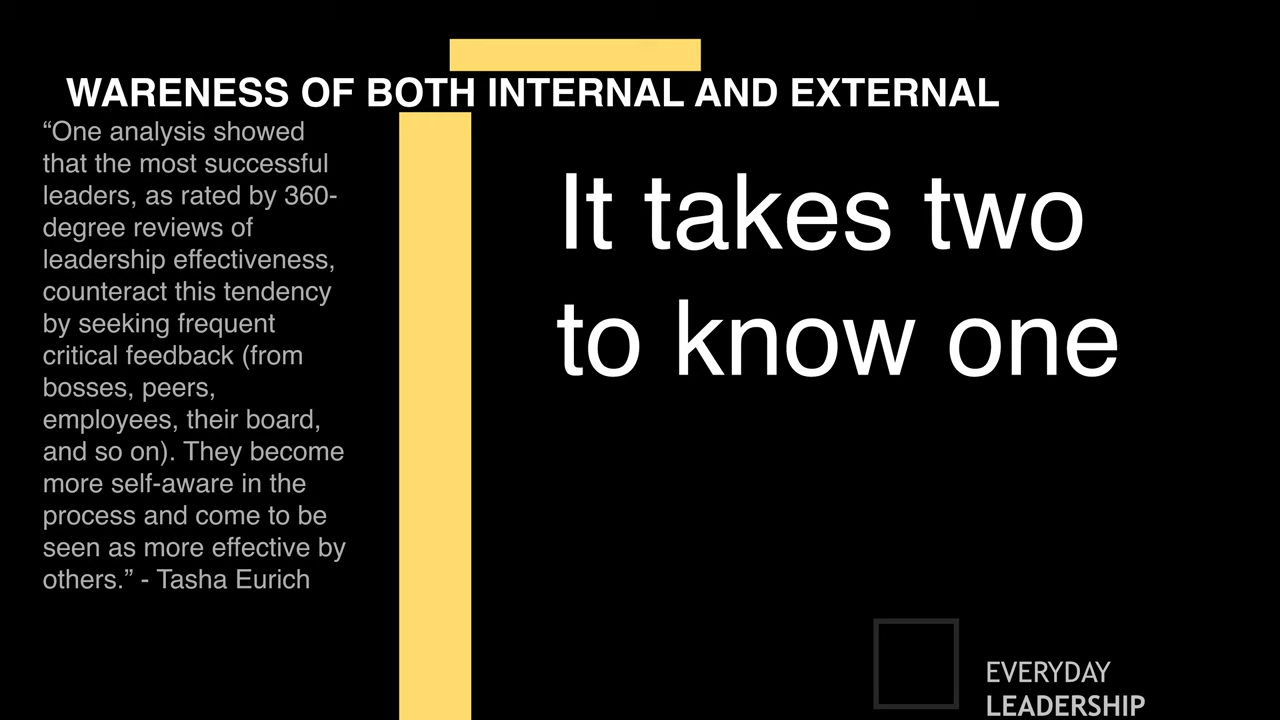 WARENESS OF BOTH INTERNAL AND EXTERNAL
“One analysis showed
that the most successful
leaders, as rated by 360-
degree reviews of
leadership effectiveness,
counteract this tendency
by seeking frequent
critical feedback (from
bosses, peers,
employees, their board,
and so on). They become
more self-aware in the
process and come to be
seen as more effective by
others.” - Tasha Eurich
It takes two
to know one
EVERYDAY
LEADERSHIP